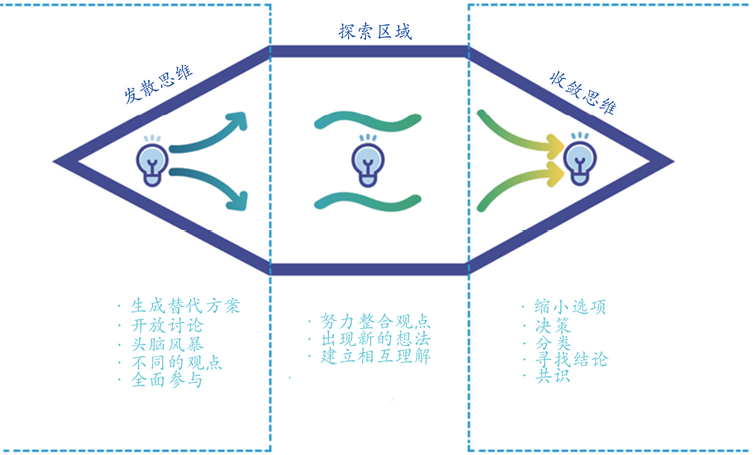 探索区域
发散思维
收敛思维
· 生成替代方案
· 开放讨论
· 头脑风暴
· 不同的观点
· 全面参与
· 努力整合观点
· 出现新的想法
· 建立相互理解
· 缩小选项
· 决策
· 分类
· 寻找结论
· 共识